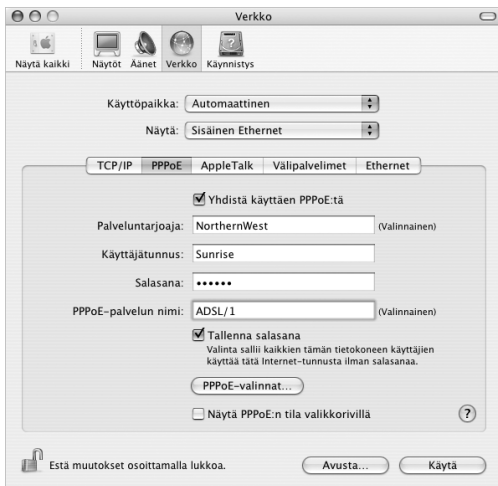 Verkko
Näytä kaikki Näytöt Äänet Verkko Käynnistys
Käyttöpaikka: Automaattinen
Näytä: Sisäinen Ethernet
TCP/IP PPPoE AppleTalk Välipalvelimet Ethernet
Yhdistä käyttäen PPPoE:tä
Palveluntarjoaja: NorthernWest (Valinnainen)
Käyttäjätunnus: Sunrise
Salasana: ••••••
PPPoE-palvelun nimi: ADSL/1 (Valinnainen)
Tallenna salasana
Valinta sallii kaikkien tämän tietokoneen käyttäjien
käyttää tätä Internet-tunnusta ilman salasanaa.
PPPoE-valinnat...
Näytä PPPoE:n tila valikkorivillä ?
Estä muutokset osoittamalla lukkoa. Avusta... Käytä